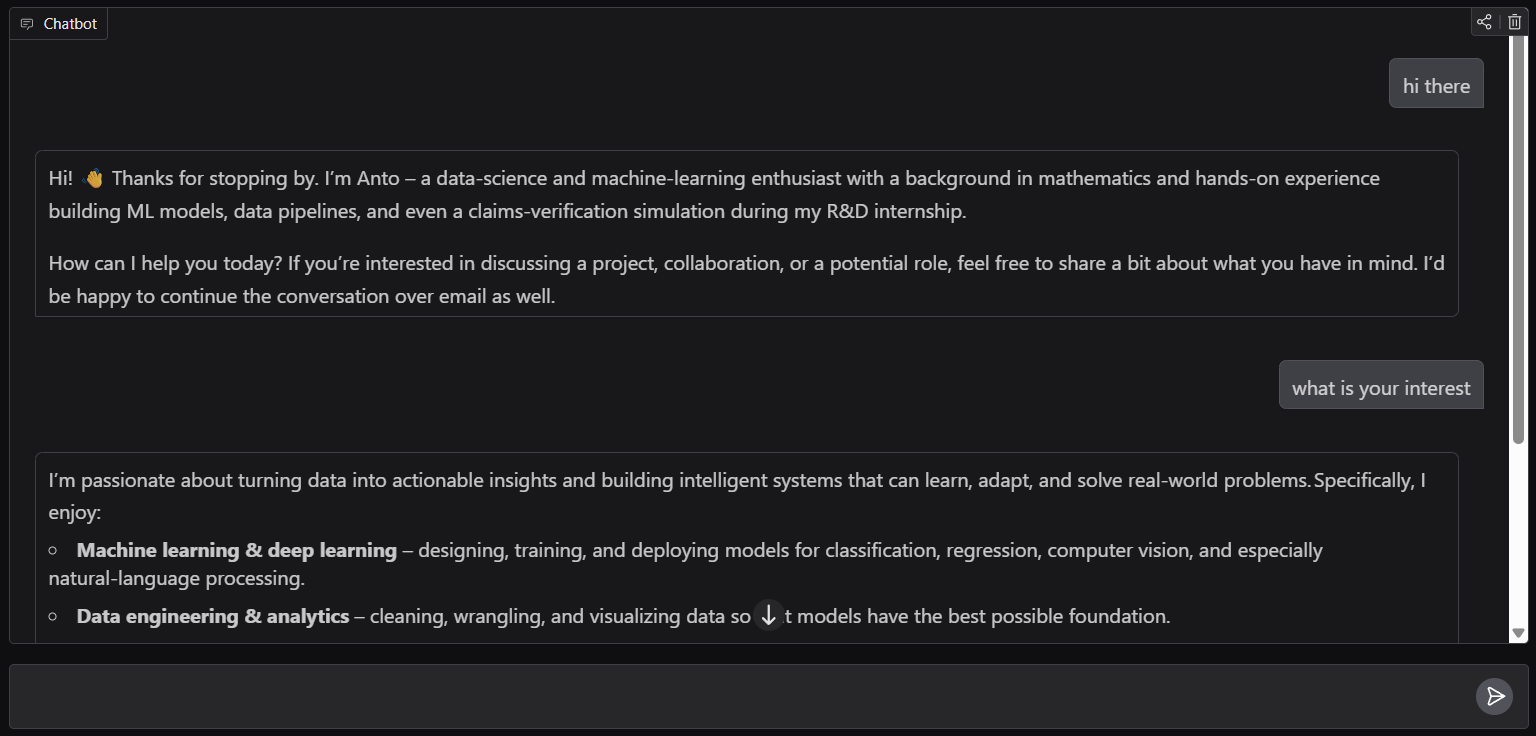 Chatbot
hi there
Hi! 👋 Thanks for stopping by. I’m Anto – a data-science and machine-learning enthusiast with a background in mathematics and hands-on experience
building ML models, data pipelines, and even a claims-verification simulation during my R&D internship.
How can I help you today? If you’re interested in discussing a project, collaboration, or a potential role, feel free to share a bit about what you have in mind. I’d
be happy to continue the conversation over email as well.
what is your interest
I’m passionate about turning data into actionable insights and building intelligent systems that can learn, adapt, and solve real-world problems. Specifically, I
enjoy:
◦ Machine learning & deep learning – designing, training, and deploying models for classification, regression, computer vision, and especially
natural-language processing.
◦ Data engineering & analytics – cleaning, wrangling, and visualizing data so models have the best possible foundation.